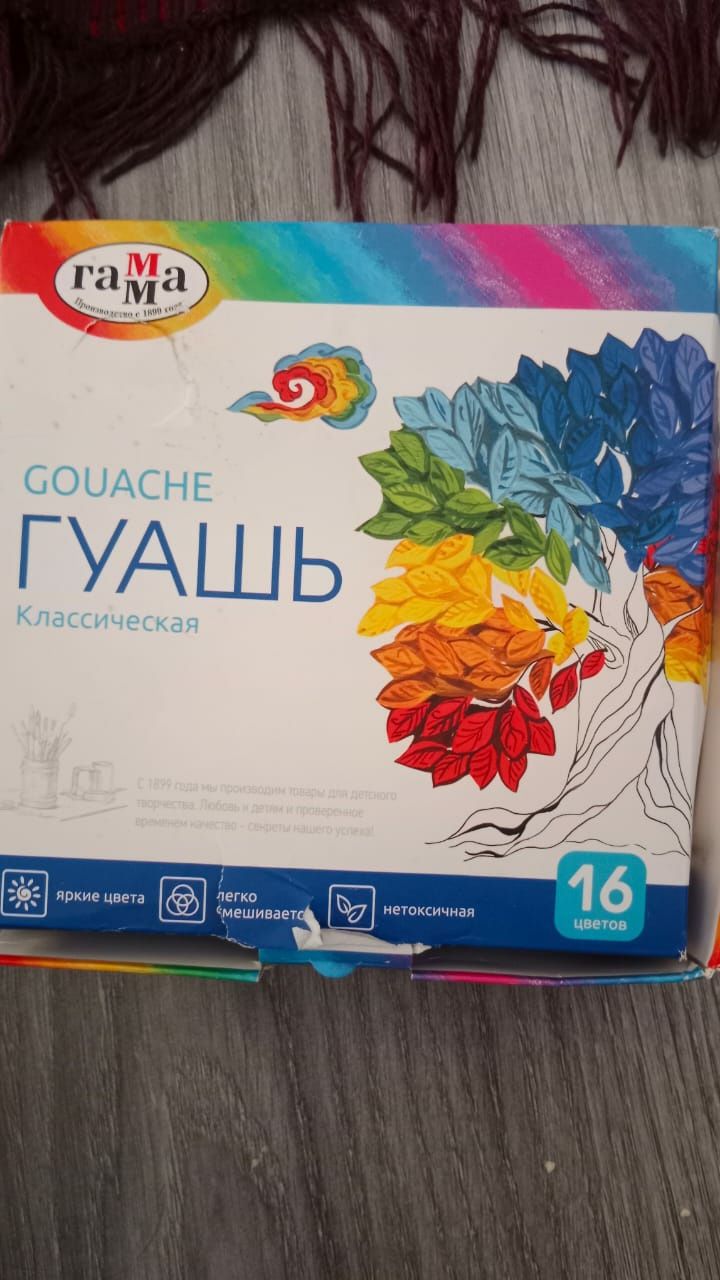 гамма
Производство с 1899 года
GOUACHE
ГУАШЬ
Классическая
С 1899 года мы производим товары для детского
творчества. Любовь к детям и проверенное
временем качество - секреты нашего успеха!
яркие цвета
легко
смешивается
нетоксичная
16
цветов